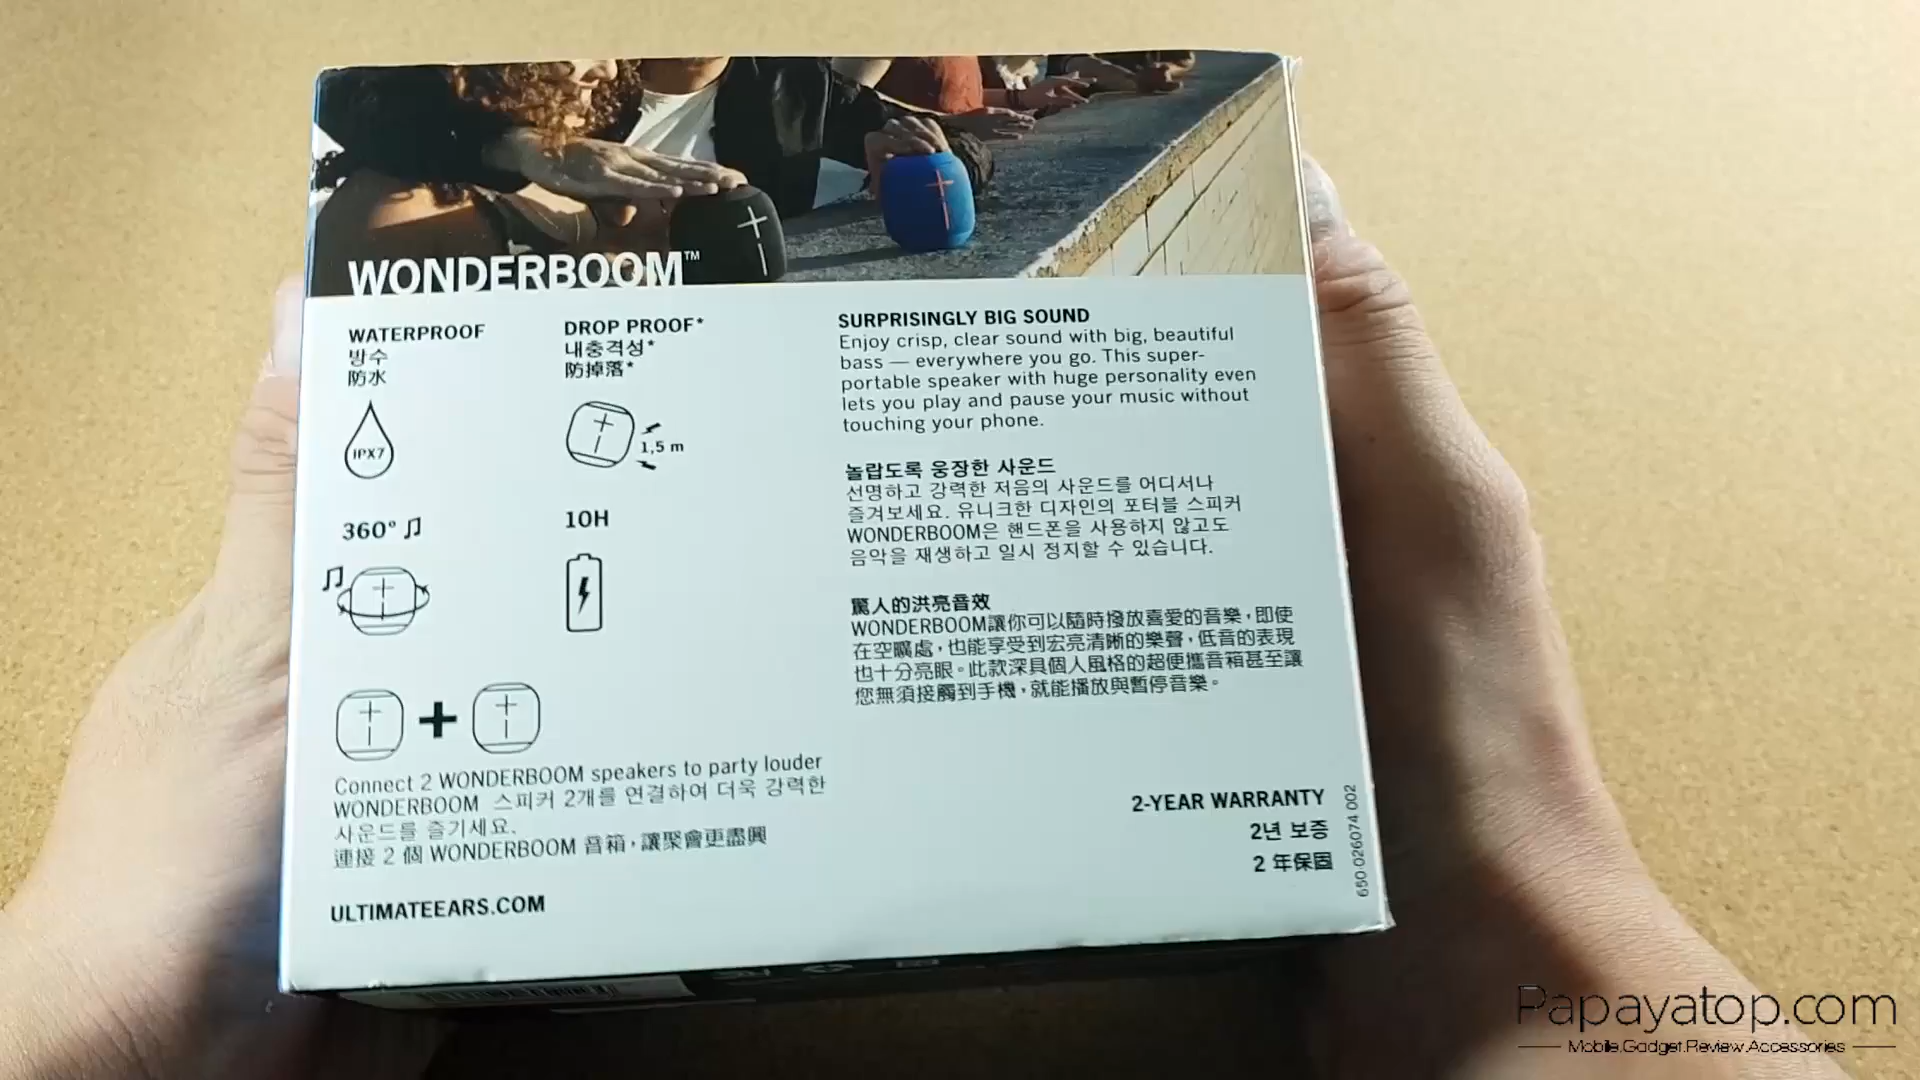 WONDERBOOM™
WATERPROOF
방수
防水
IPX7
DROP PROOF*
내충격성*
防掉落*
1,5 m
360°
10H
Connect 2 WONDERBOOM speakers to party louder
WONDERBOOM 스피커 2개를 연결하여 더욱 강력한
사운드를 즐기세요.
連接 2 個 WONDERBOOM 音箱，讓聚會更盡興
ULTIMATEEARS.COM
SURPRISINGLY BIG SOUND
Enjoy crisp, clear sound with big, beautiful
bass — everywhere you go. This super-
portable speaker with huge personality even
lets you play and pause your music without
touching your phone.
놀랍도록 웅장한 사운드
선명하고 강력한 저음의 사운드를 어디서나
즐겨보세요. 유니크한 디자인의 포터블 스피커
WONDERBOOM은 핸드폰을 사용하지 않고도
음악을 재생하고 일시 정지할 수 있습니다.
驚人的洪亮音效
WONDERBOOM讓你可以隨時撥放喜愛的音樂，即使
在空曠處，也能享受到宏亮清晰的樂聲，低音的表現
也十分亮眼。此款深具個人風格的超便攜音箱甚至讓
您無須接觸到手機，就能播放與暫停音樂。
2-YEAR WARRANTY
2년 보증
2 年保固
650-026074 002
Papayatop.com
Mobile.Gadget.Review.Accessories